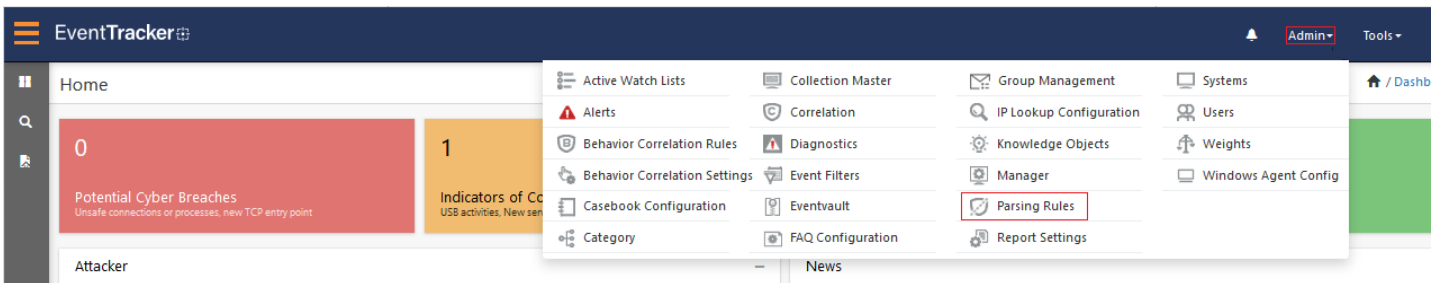 EventTracker
Admin
Tools
Home
/ Dashb
Active Watch Lists
Collection Master
Group Management
Systems
Alerts
Correlation
IP Lookup Configuration
Users
Behavior Correlation Rules
Diagnostics
Knowledge Objects
Weights
Behavior Correlation Settings
Event Filters
Manager
Windows Agent Config
Casebook Configuration
Eventvault
Parsing Rules
Category
FAQ Configuration
Report Settings
0
Potential Cyber Breaches
Unsafe connections or processes, new TCP entry point
1
Indicators of Co
USB activities, New serv
Attacker
News